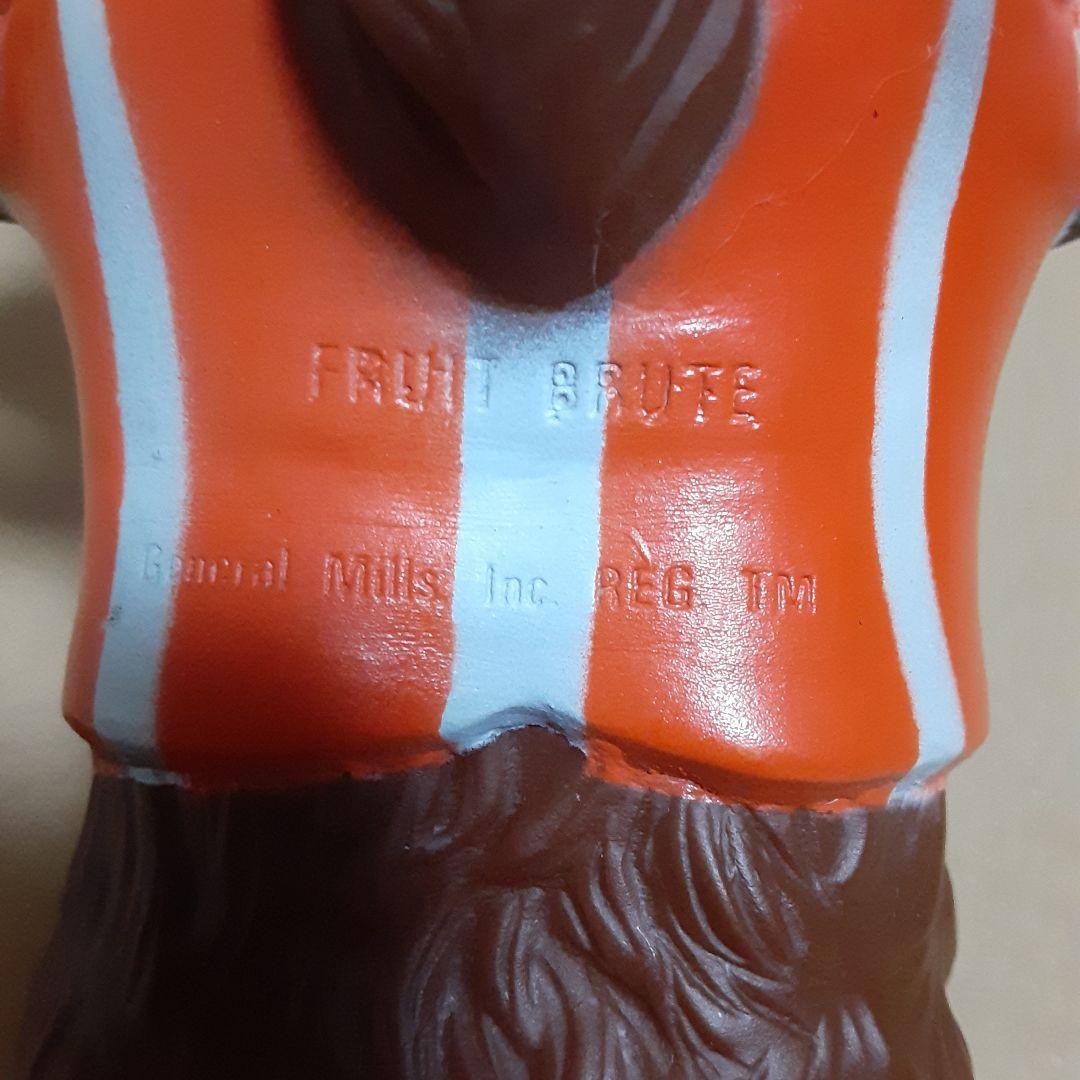 FRUIT BRUTE
General Mills, Inc. REG. TM